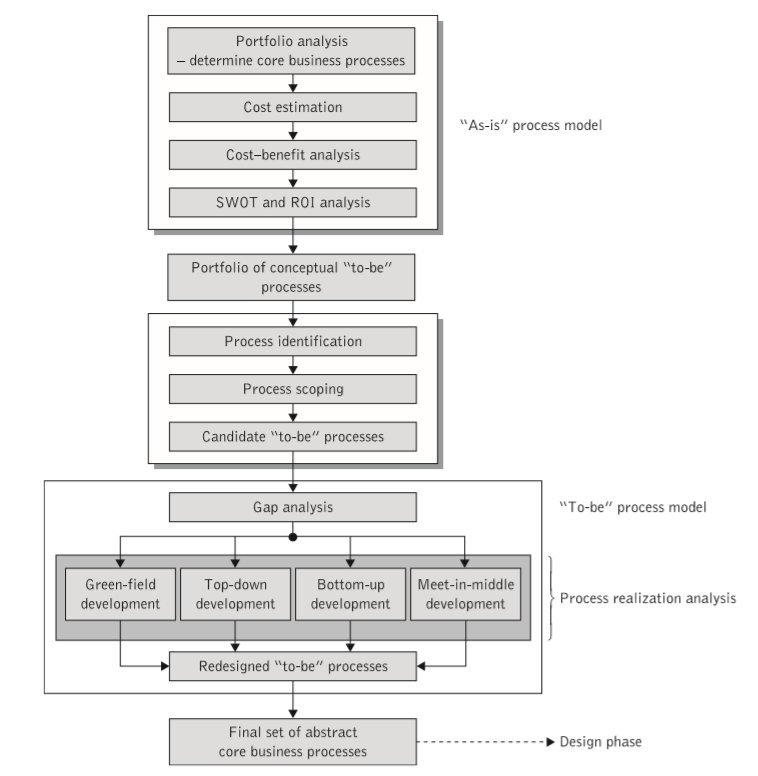 Portfolio analysis
– determine core business processes
Cost estimation
“As-is” process model
Cost–benefit analysis
SWOT and ROI analysis
Portfolio of conceptual “to-be”
processes
Process identification
Process scoping
Candidate “to-be” processes
Gap analysis
“To-be” process model
Green-field
development
Top-down
development
Bottom-up
development
Meet-in-middle
development
Process realization analysis
Redesigned “to-be” processes
Final set of abstract
core business processes
Design phase